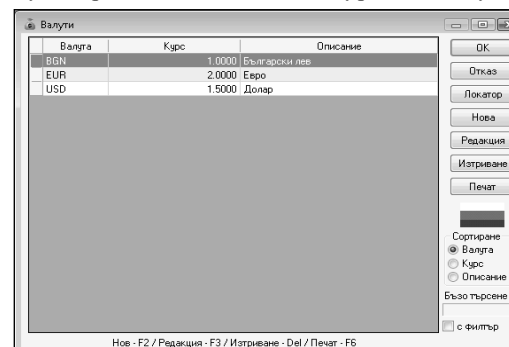 Валути
Валута Курс Описание
BGN 1.0000 Български лев
EUR 2.0000 Евро
USD 1.5000 Долар
OK
Отказ
Локатор
Нова
Редакция
Изтриване
Печат
Сортиране
Валута
Курс
Описание
Бързо търсене
с филтър
Нов - F2 / Редакция - F3 / Изтриване - Del / Печат - F6